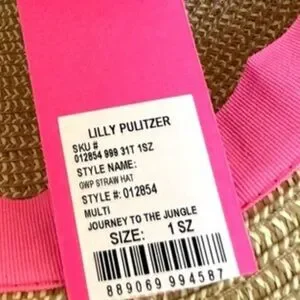 LILLY PULITZER
SKU #
012854 999 31T 1SZ
STYLE NAME:
GWP STRAW HAT
STYLE #: 012854
MULTI
JOURNEY TO THE JUNGLE
SIZE: 1 SZ
889069 994587